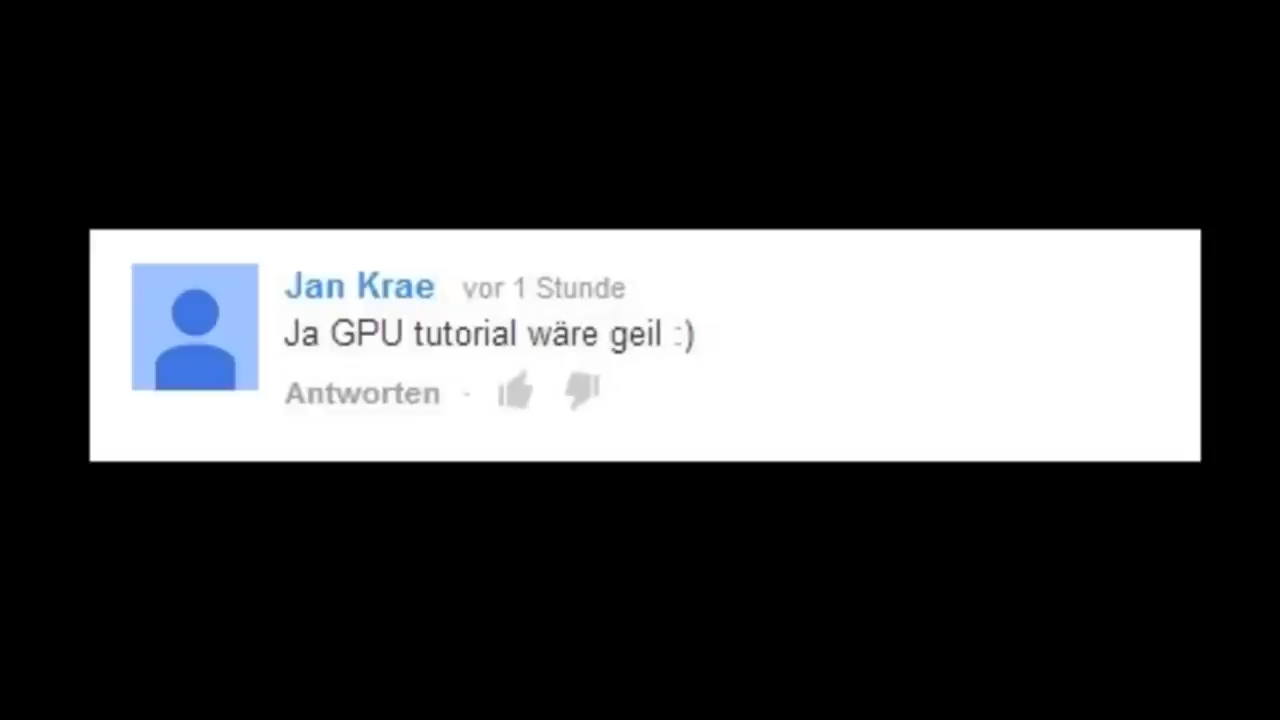 Jan Krae vor 1 Stunde
Ja GPU tutorial wäre geil :)
Antworten ·